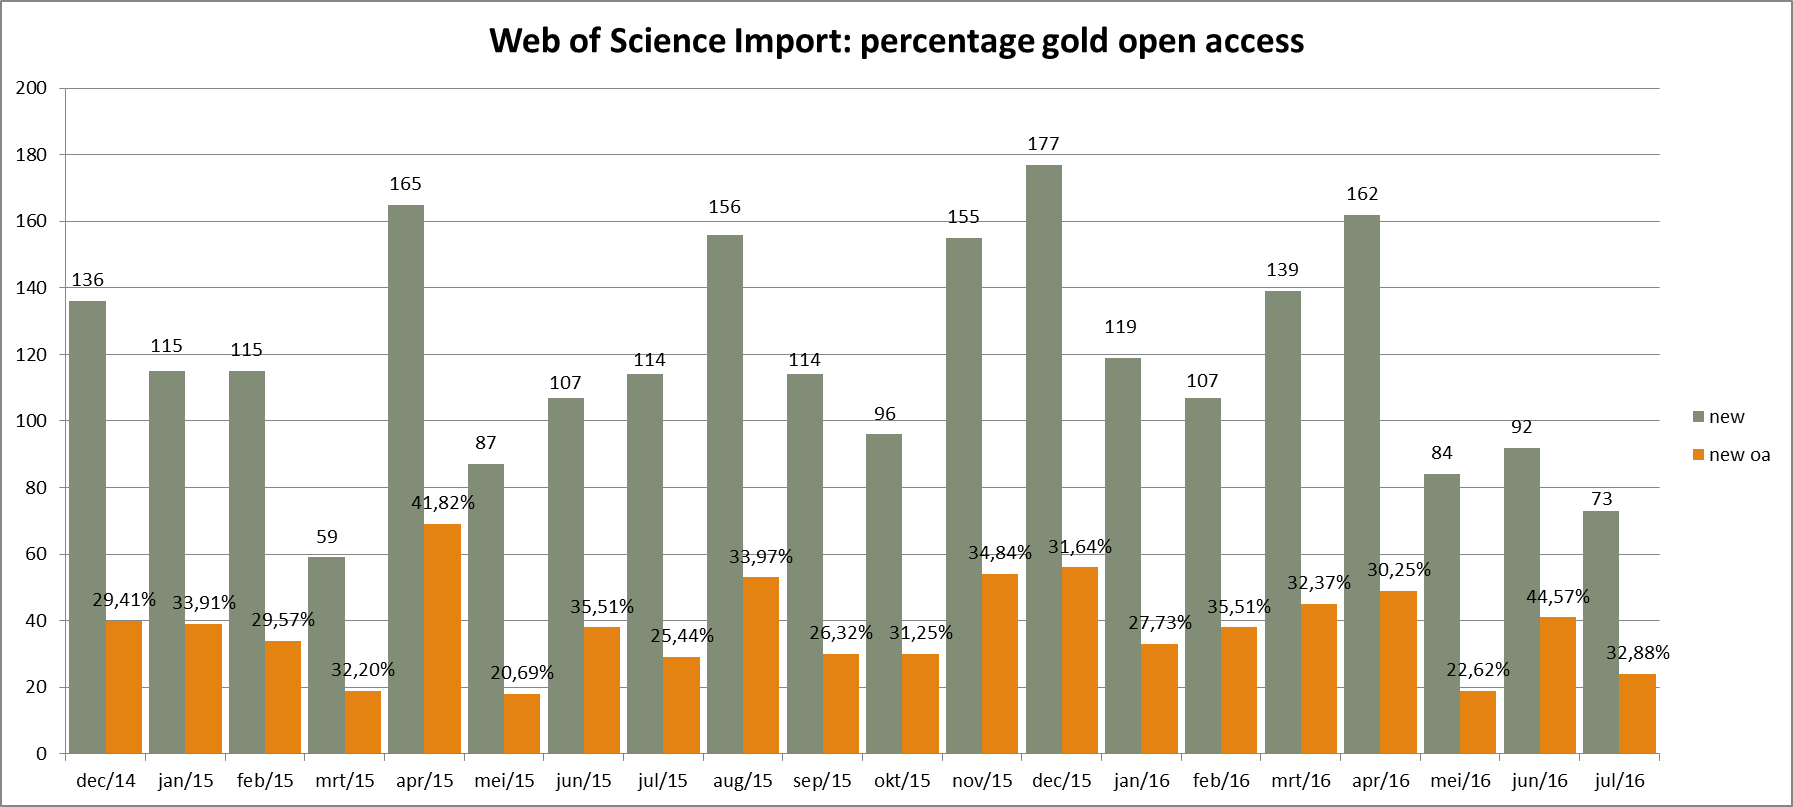 Web of Science Import: percentage gold open access
200
180
160
140
120
100
80
60
40
20
0
136
115
115
59
165
87
107
114
156
114
96
155
177
119
107
139
162
84
92
73
29,41%
33,91%
29,57%
32,20%
41,82%
20,69%
35,51%
25,44%
33,97%
26,32%
31,25%
34,84%
31,64%
27,73%
35,51%
32,37%
30,25%
22,62%
44,57%
32,88%
dec/14
jan/15
feb/15
mrt/15
apr/15
mei/15
jun/15
jul/15
aug/15
sep/15
okt/15
nov/15
dec/15
jan/16
feb/16
mrt/16
apr/16
mei/16
jun/16
jul/16
new
new oa